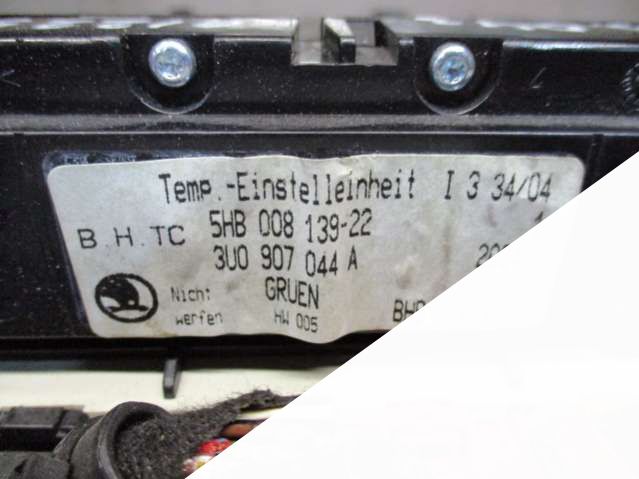 Temp.-Einstelleinheit I 3 34/04
B.H.TC 5HB 008 139-22
3U0 907 044 A
Nicht GRUEN
werfen HW 005